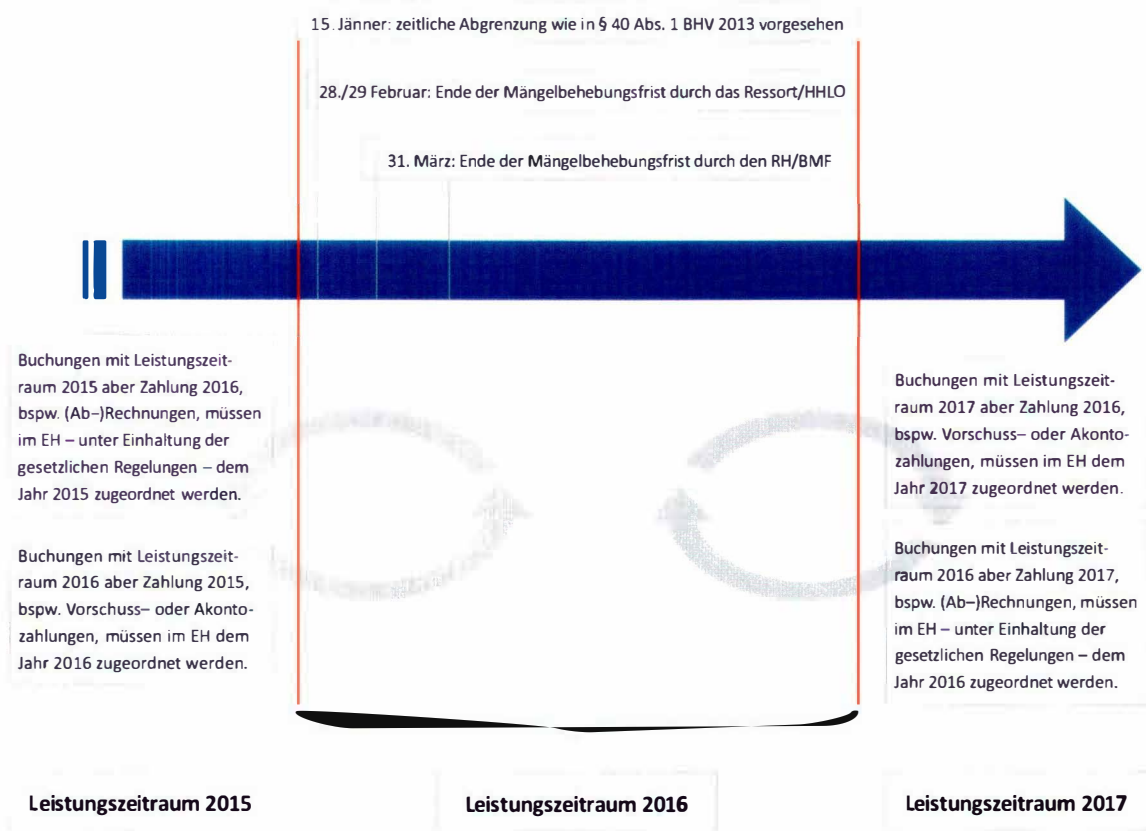 15. Jänner: zeitliche Abgrenzung wie in § 40 Abs. 1 BHV 2013 vorgesehen
28./29 Februar: Ende der Mängelbehebungsfrist durch das Ressort/HHLO
31. März: Ende der Mängelbehebungsfrist durch den RH/BMF
Buchungen mit Leistungszeit-
raum 2015 aber Zahlung 2016,
bspw. (Ab-)Rechnungen, müssen
im EH – unter Einhaltung der
gesetzlichen Regelungen – dem
Jahr 2015 zugeordnet werden.
Buchungen mit Leistungszeit-
raum 2016 aber Zahlung 2015,
bspw. Vorschuss– oder Akonto-
zahlungen, müssen im EH dem
Jahr 2016 zugeordnet werden.
Buchungen mit Leistungszeit-
raum 2017 aber Zahlung 2016,
bspw. Vorschuss– oder Akonto-
zahlungen, müssen im EH dem
Jahr 2017 zugeordnet werden.
Buchungen mit Leistungszeit-
raum 2016 aber Zahlung 2017,
bspw. (Ab–)Rechnungen, müssen
im EH – unter Einhaltung der
gesetzlichen Regelungen – dem
Jahr 2016 zugeordnet werden.
Leistungszeitraum 2015
Leistungszeitraum 2016
Leistungszeitraum 2017